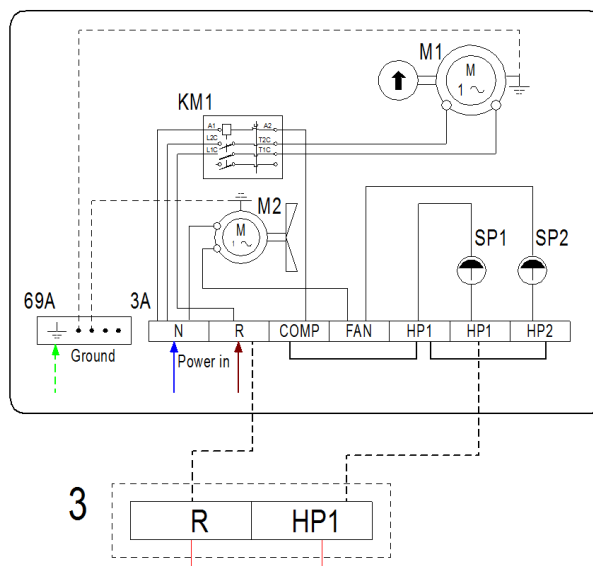 M1
M
1
KM1
A1 A2
L2C T2C
L1C T1C
M2
M
1
SP1 SP2
69A 3A
N R COMP FAN HP1 HP1 HP2
Ground Power in
3
R HP1